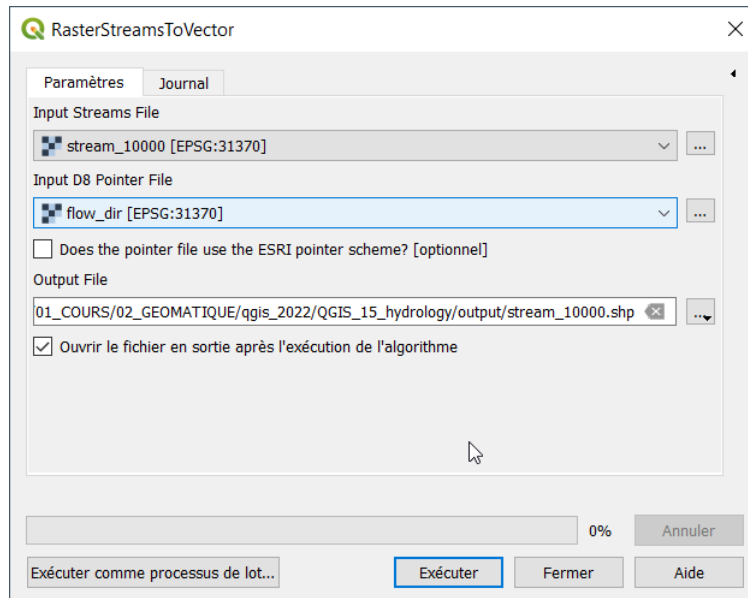 RasterStreamsToVector
Paramètres
Journal
Input Streams File
stream_10000 [EPSG:31370]
...
Input D8 Pointer File
flow_dir [EPSG:31370]
...
Does the pointer file use the ESRI pointer scheme? [optionnel]
Output File
01_COURS/02_GEOMATIQUE/qgis_2022/QGIS_15_hydrology/output/stream_10000.shp
...
Ouvrir le fichier en sortie après l'exécution de l'algorithme
0%
Annuler
Exécuter comme processus de lot...
Exécuter
Fermer
Aide